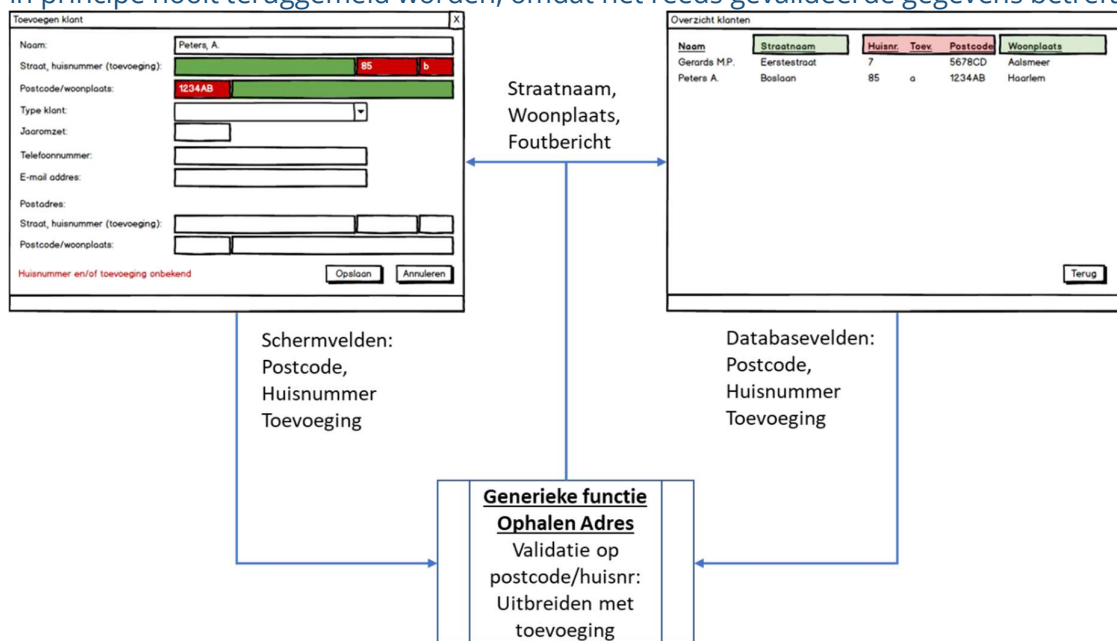 in principe nooit teruggemeld worden, omdat het reeds gevalideerde gegevens betreft
Toevoegen klant X
Naam: Peters, A.
Straat, huisnummer (toevoeging): 85 b
Postcode/woonplaats: 1234AB
Type klant:
Jaaromzet:
Telefoonnummer:
E-mail addres:
Postadres:
Straat, huisnummer (toevoeging):
Postcode/woonplaats:
Huisnummer en/of toevoeging onbekend Opslaan Annuleren
Straatnaam,
Woonplaats,
Foutbericht
Overzicht klanten
Naam Straatnaam Huisnr. Toev. Postcode Woonplaats
Gerards M.P. Eerstestraat 7 5678CD Aalsmeer
Peters A. Boslaan 85 a 1234AB Haarlem
Terug
Schermvelden:
Postcode,
Huisnummer
Toevoeging
Databasevelden:
Postcode,
Huisnummer
Toevoeging
Generieke functie
Ophalen Adres
Validatie op
postcode/huisnr:
Uitbreiden met
toevoeging